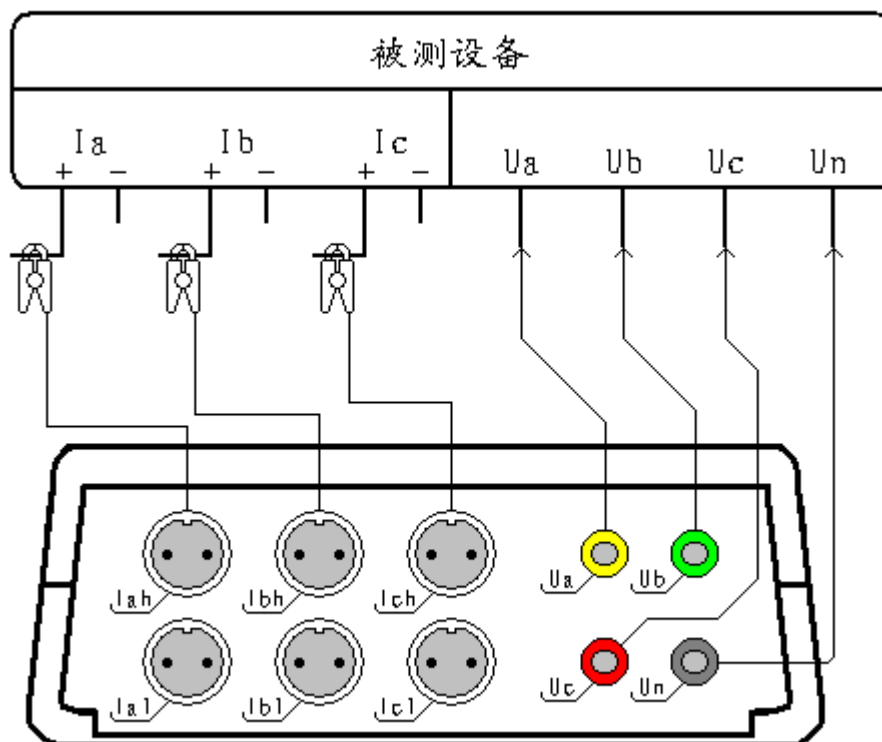 被测设备
Ia Ib Ic
+ - + - + -
Ua Ub Uc Un
Iah Ibh Ich Ua Ub
Ial Ibl Icl Uc Un